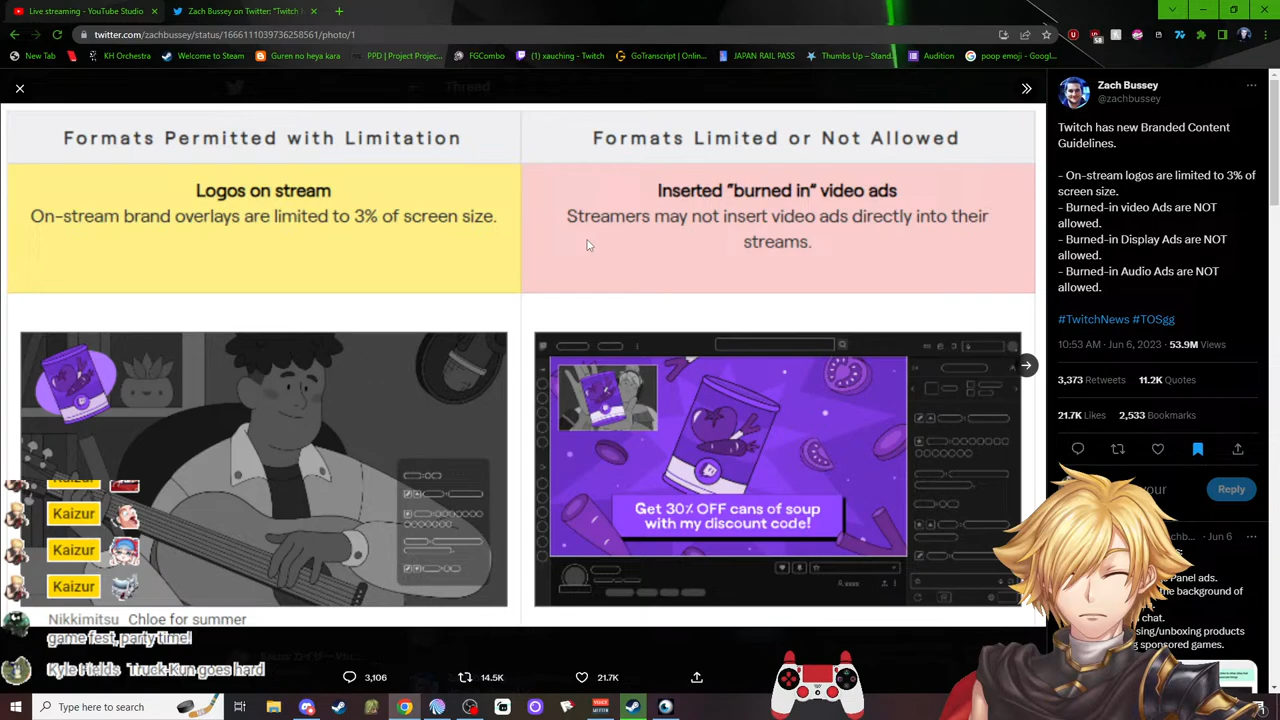 Live streaming - YouTube Studio
Zach Bussey on Twitter: "Twitch h
twitter.com/zachbussey/status/1666111039736258561/photo/1
New Tab
KH Orchestra
Welcome to Steam
Guren no heya kara
PPD | Project Projec...
FGCombo
(1) xauching - Twitch
GoTranscript | Onlin...
JAPAN RAIL PASS
Thumbs Up – Stand...
Audition
poop emoji - Googl...
Thread
Formats Permitted with Limitation
Formats Limited or Not Allowed
Logos on stream
On-stream brand overlays are limited to 3% of screen size.
Inserted "burned in" video ads
Streamers may not insert video ads directly into their
streams.
Get 30% OFF cans of soup
with my discount code!
Zach Bussey
@zachbussey
Twitch has new Branded Content
Guidelines.
- On-stream logos are limited to 3% of
screen size.
- Burned-in video Ads are NOT
allowed.
- Burned-in Display Ads are NOT
allowed.
- Burned-in Audio Ads are NOT
allowed.
#TwitchNews #TOSgg
10:53 AM · Jun 6, 2023 · 53.9M Views
3,373 Retweets 11.2K Quotes
21.7K Likes 2,533 Bookmarks
Reply
Jun 6
Panel ads.
the background of
chat.
sing/unboxing products
sponsored games.
Kaizur
Kaizur
Kaizur
Kaizur
Nikkimitsu Chloe for summer
game fest, party time!
Kyle Hields Truck-Kun goes hard
3,106
14.5K
21.7K
Type here to search